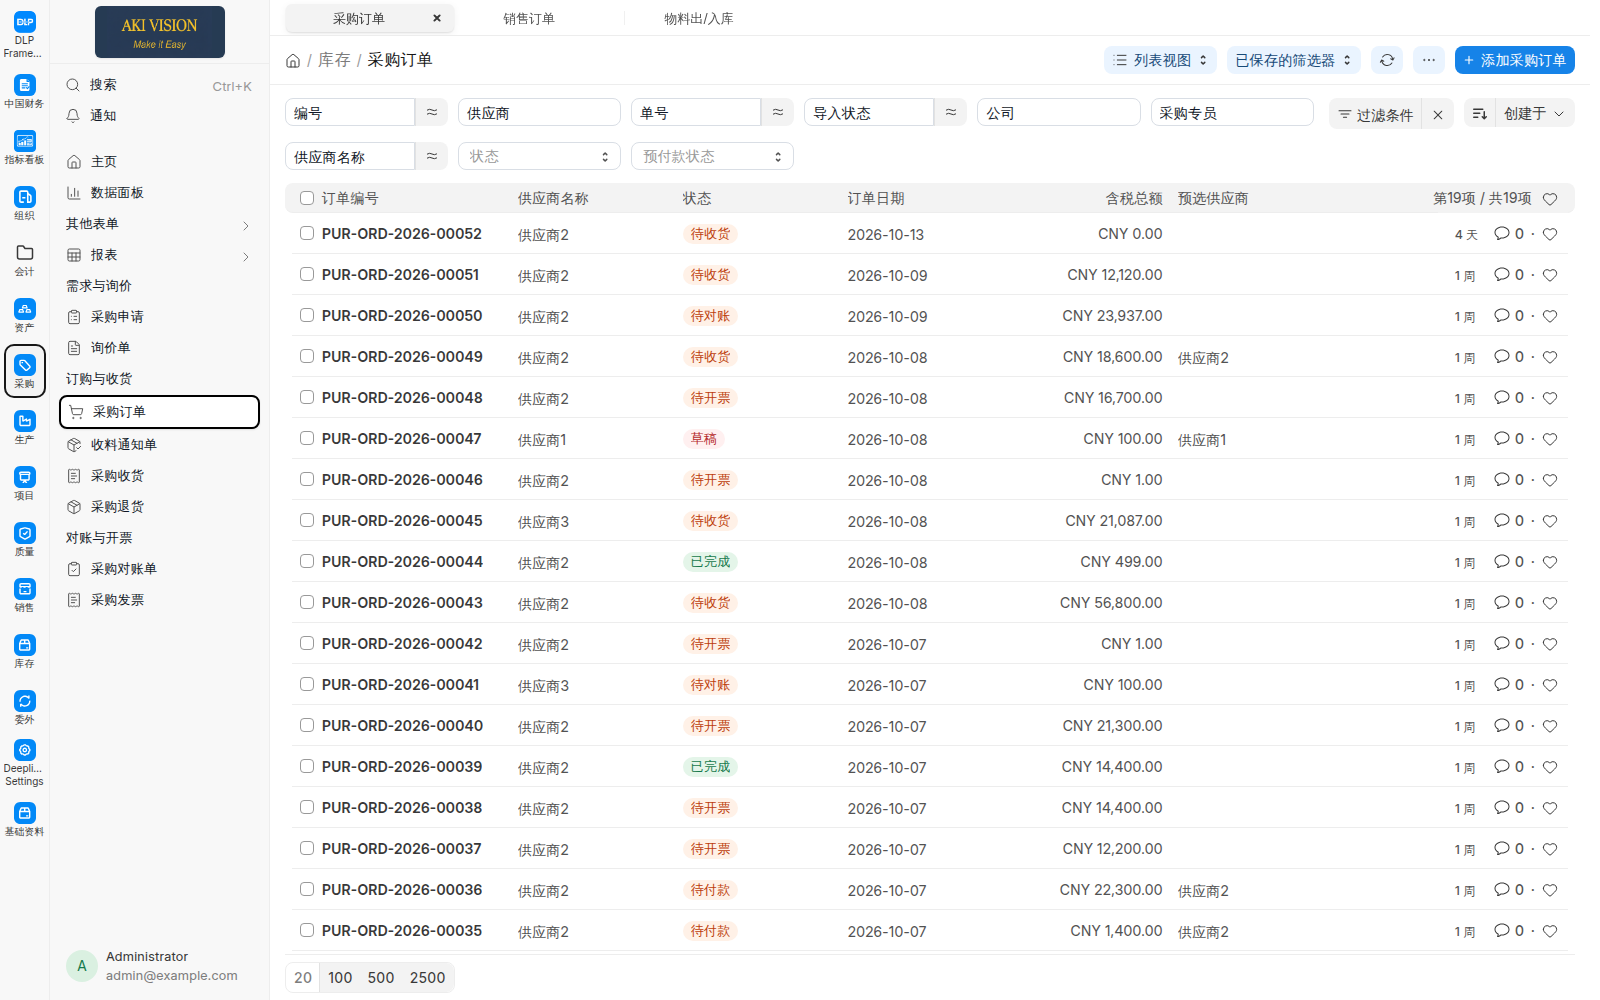 DLP
DLP
Frame...
中国财务
指标看板
组织
会计
资产
采购
生产
项目
质量
销售
库存
委外
Deepli...
Settings
基础资料
AKI VISION
Make it Easy
搜索 Ctrl+K
通知
主页
数据面板
其他表单
报表
需求与询价
采购申请
询价单
订购与收货
采购订单
收料通知单
采购收货
采购退货
对账与开票
采购对账单
采购发票
A
Administrator
admin@example.com
采购订单 × 销售订单 物料出/入库
/ 库存 / 采购订单
列表视图 已保存的筛选器 ··· + 添加采购订单
编号 ≈ 供应商 单号 ≈ 导入状态 ≈ 公司 采购专员 过滤条件 × 创建于
供应商名称 ≈ 状态 预付款状态
订单编号 供应商名称 状态 订单日期 含税总额 预选供应商 第19项 / 共19项
PUR-ORD-2026-00052 供应商2 待收货 2026-10-13 CNY 0.00 4 天 0 ·
PUR-ORD-2026-00051 供应商2 待收货 2026-10-09 CNY 12,120.00 1 周 0 ·
PUR-ORD-2026-00050 供应商2 待对账 2026-10-09 CNY 23,937.00 1 周 0 ·
PUR-ORD-2026-00049 供应商2 待收货 2026-10-08 CNY 18,600.00 供应商2 1 周 0 ·
PUR-ORD-2026-00048 供应商2 待开票 2026-10-08 CNY 16,700.00 1 周 0 ·
PUR-ORD-2026-00047 供应商1 草稿 2026-10-08 CNY 100.00 供应商1 1 周 0 ·
PUR-ORD-2026-00046 供应商2 待开票 2026-10-08 CNY 1.00 1 周 0 ·
PUR-ORD-2026-00045 供应商3 待收货 2026-10-08 CNY 21,087.00 1 周 0 ·
PUR-ORD-2026-00044 供应商2 已完成 2026-10-08 CNY 499.00 1 周 0 ·
PUR-ORD-2026-00043 供应商2 待收货 2026-10-08 CNY 56,800.00 1 周 0 ·
PUR-ORD-2026-00042 供应商2 待开票 2026-10-07 CNY 1.00 1 周 0 ·
PUR-ORD-2026-00041 供应商3 待对账 2026-10-07 CNY 100.00 1 周 0 ·
PUR-ORD-2026-00040 供应商2 待开票 2026-10-07 CNY 21,300.00 1 周 0 ·
PUR-ORD-2026-00039 供应商2 已完成 2026-10-07 CNY 14,400.00 1 周 0 ·
PUR-ORD-2026-00038 供应商2 待开票 2026-10-07 CNY 14,400.00 1 周 0 ·
PUR-ORD-2026-00037 供应商2 待开票 2026-10-07 CNY 12,200.00 1 周 0 ·
PUR-ORD-2026-00036 供应商2 待付款 2026-10-07 CNY 22,300.00 供应商2 1 周 0 ·
PUR-ORD-2026-00035 供应商2 待付款 2026-10-07 CNY 1,400.00 供应商2 1 周 0 ·
20 100 500 2500